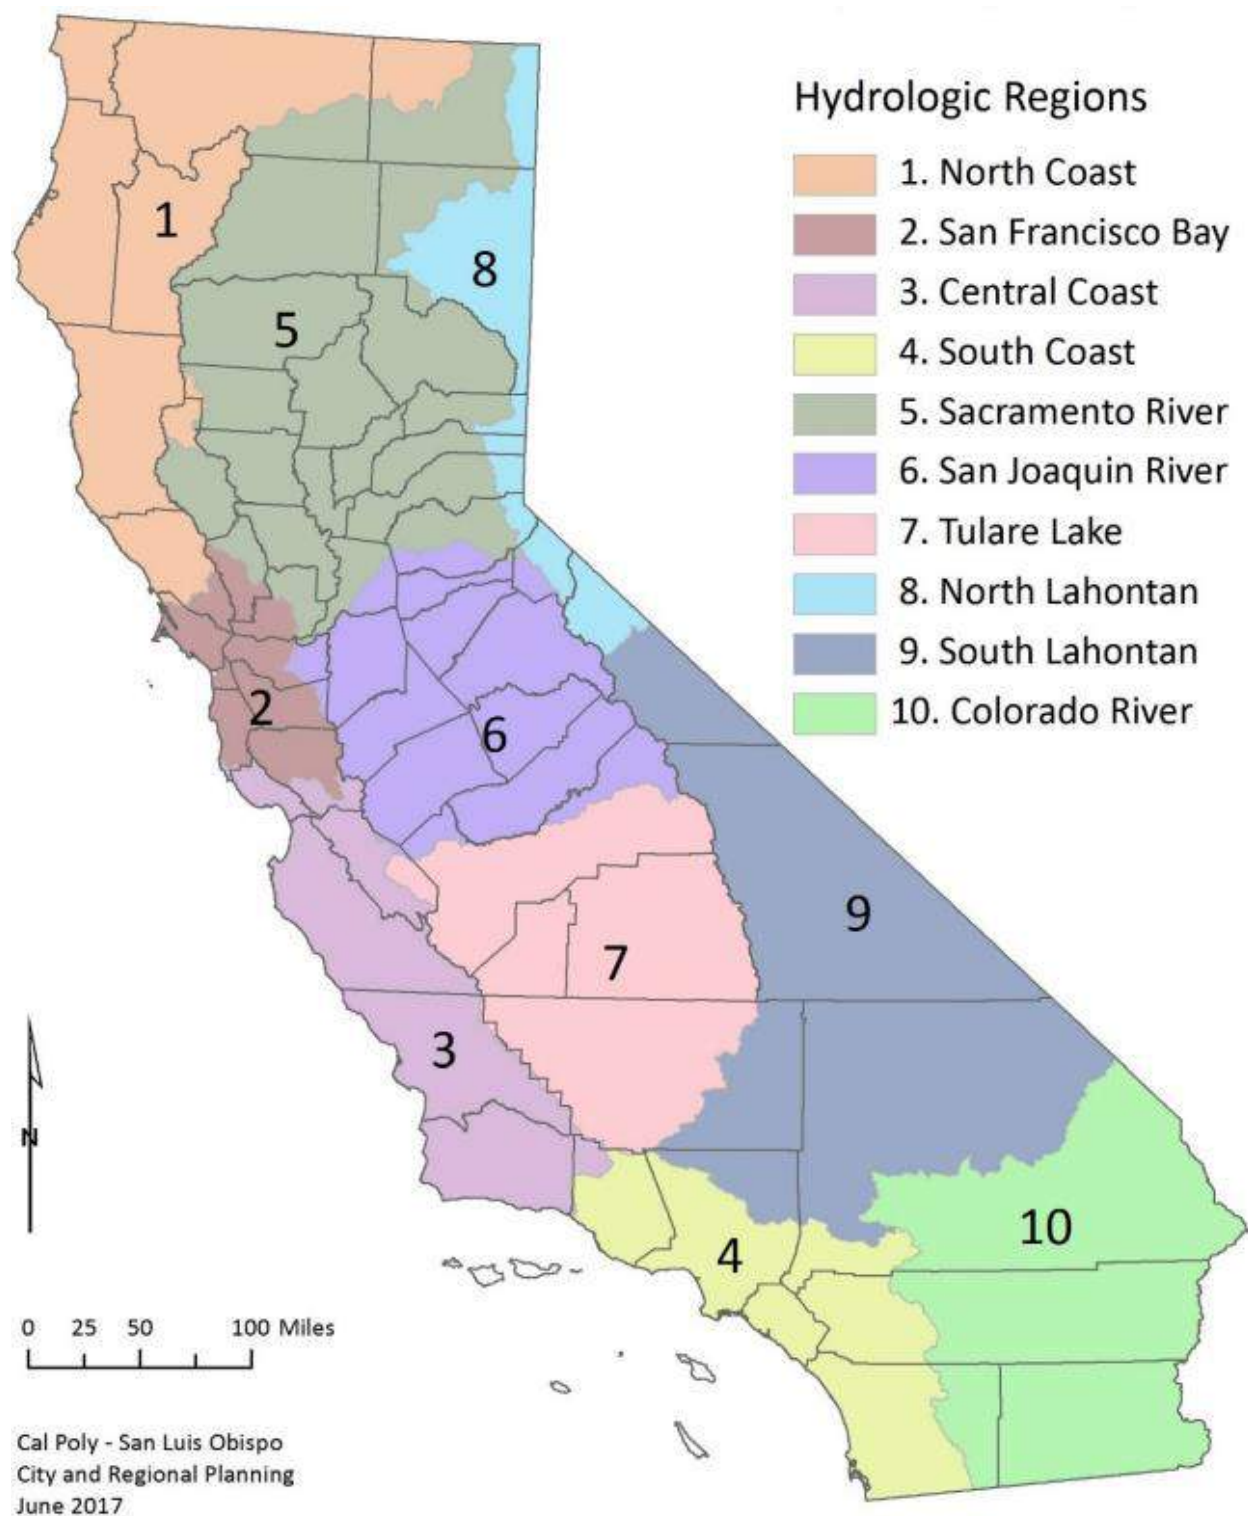 Hydrologic Regions
1. North Coast
2. San Francisco Bay
3. Central Coast
4. South Coast
5. Sacramento River
6. San Joaquin River
7. Tulare Lake
8. North Lahontan
9. South Lahontan
10. Colorado River
1
8
5
2
6
9
7
3
10
4
N
0 25 50 100 Miles
Cal Poly - San Luis Obispo
City and Regional Planning
June 2017